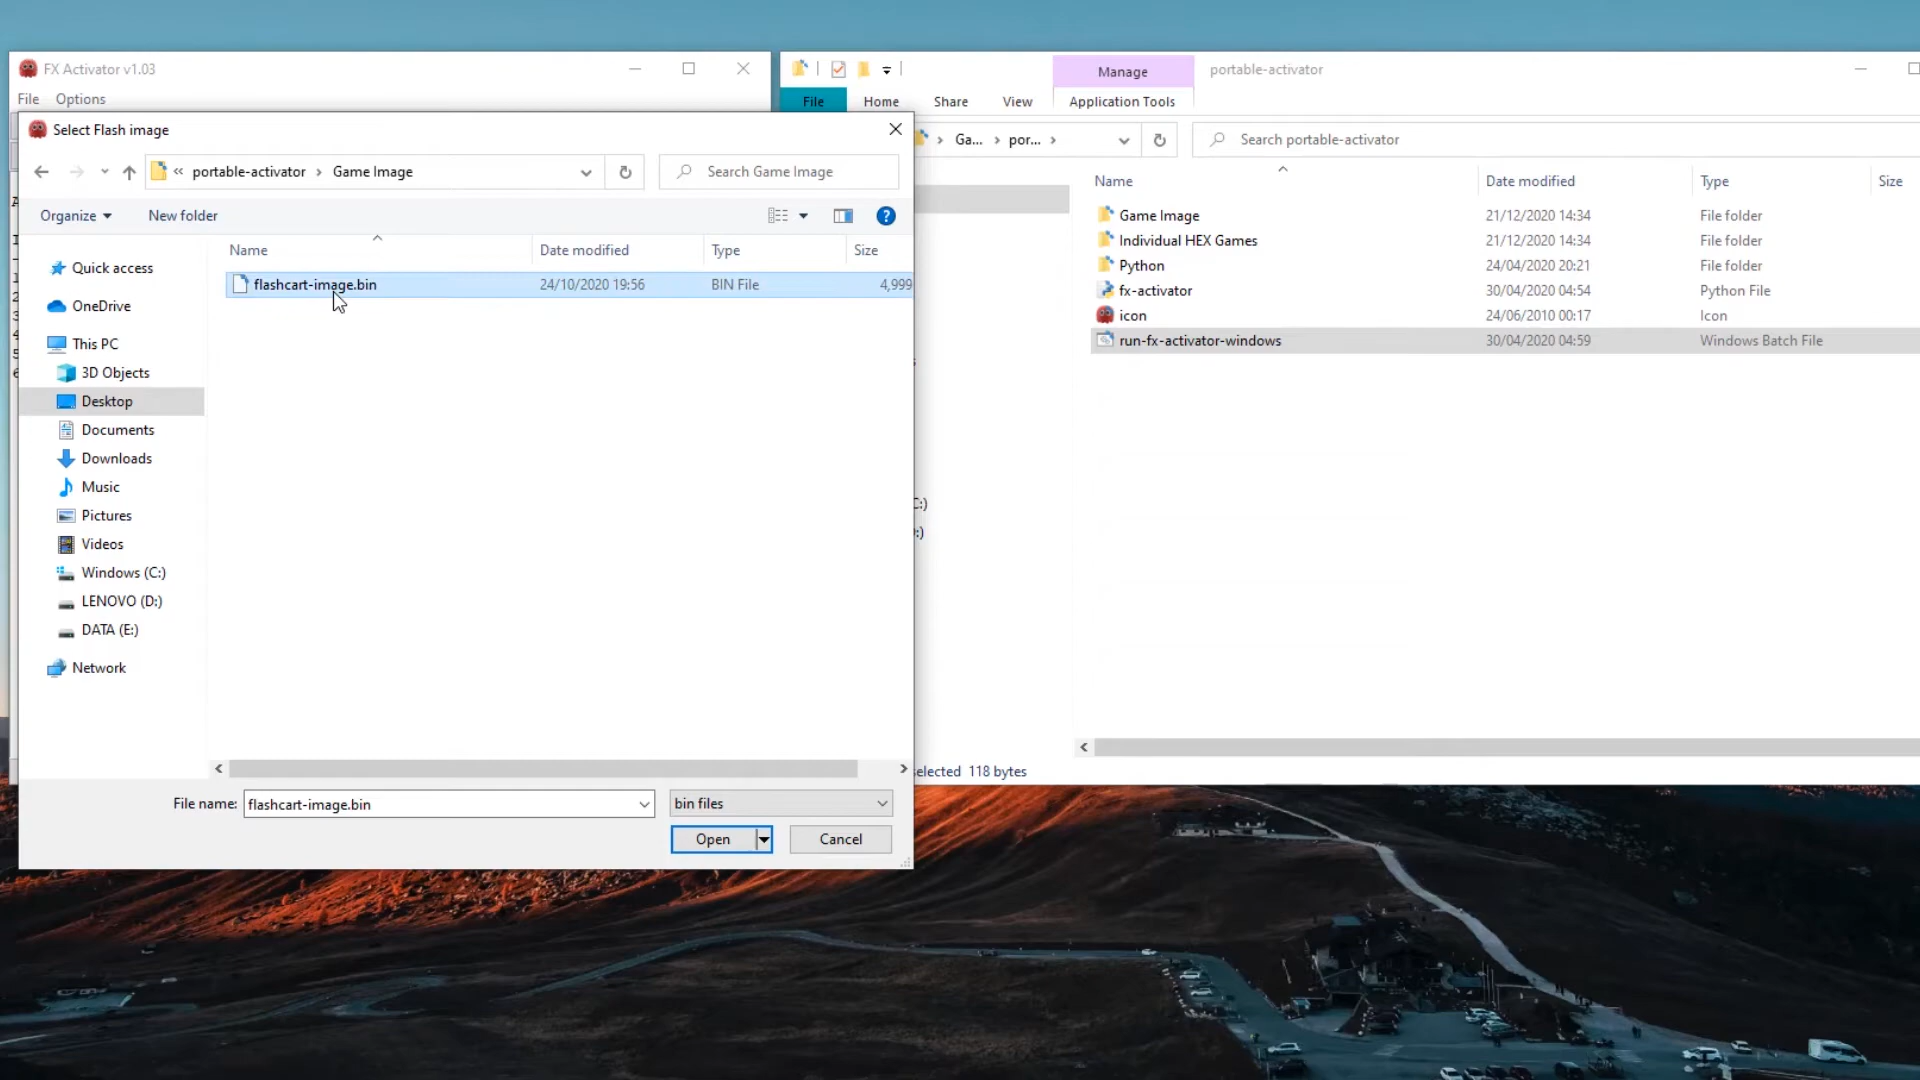 FX Activator v1.03
File Options
Select Flash image
« portable-activator › Game Image
Search Game Image
Organize
New folder
Name Date modified Type Size
flashcart-image.bin 24/10/2020 19:56 BIN File 4,999
Quick access
OneDrive
This PC
3D Objects
Desktop
Documents
Downloads
Music
Pictures
Videos
Windows (C:)
LENOVO (D:)
DATA (E:)
Network
File name: flashcart-image.bin
bin files
Open
Cancel
Manage
portable-activator
File Home Share View Application Tools
› Ga... › por... ›
Search portable-activator
Name Date modified Type Size
Game Image 21/12/2020 14:34 File folder
Individual HEX Games 21/12/2020 14:34 File folder
Python 24/04/2020 20:21 File folder
fx-activator 30/04/2020 04:54 Python File
icon 24/06/2010 00:17 Icon
run-fx-activator-windows 30/04/2020 04:59 Windows Batch File
C:)
:)
selected 118 bytes